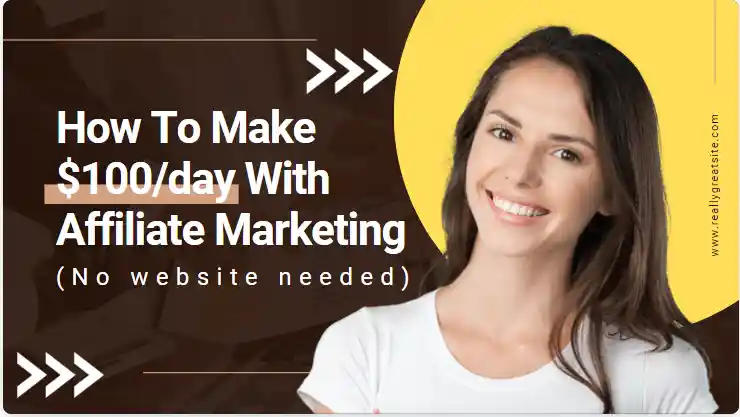 How To Make
$100/day With
Affiliate Marketing
(No website needed)
www.reallygreatsite.com